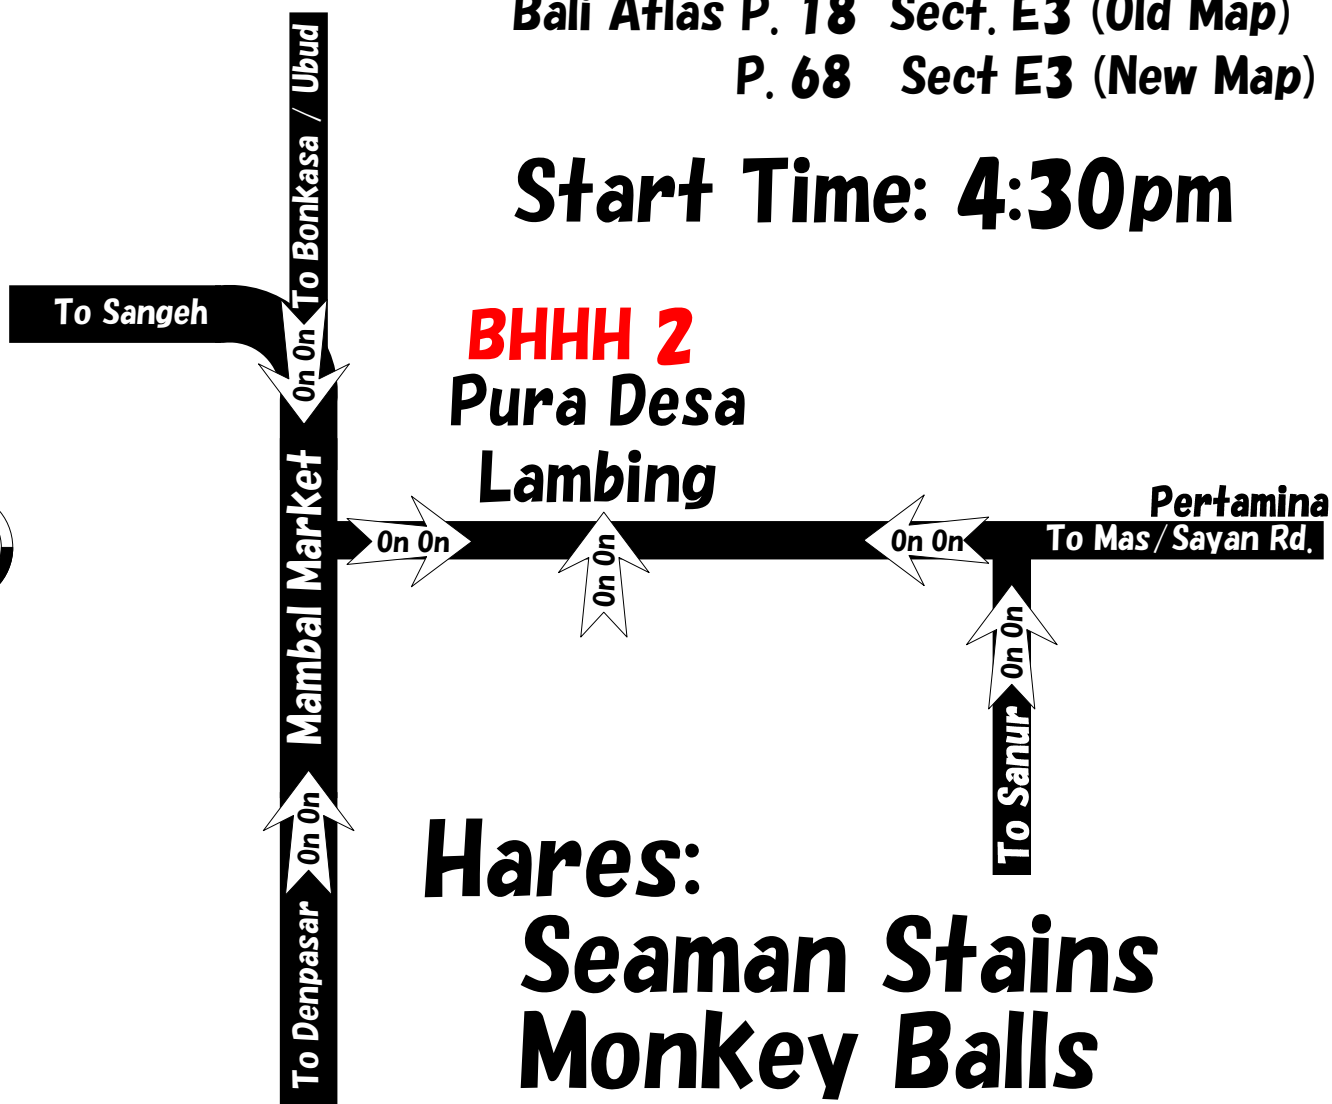 Bali Atlas P. 18 Sect. E3 (Old Map)
P. 68 Sect E3 (New Map)
Start Time: 4:30pm
To Bonkasa / Ubud
To Sangeh
On On
BHHH 2
Pura Desa
Lambing
Mambal Market
On On
On On
On On
Pertamina
To Mas/Sayan Rd.
On On
To Sanur
On On
To Denpasar
Hares:
Seaman Stains
Monkey Balls